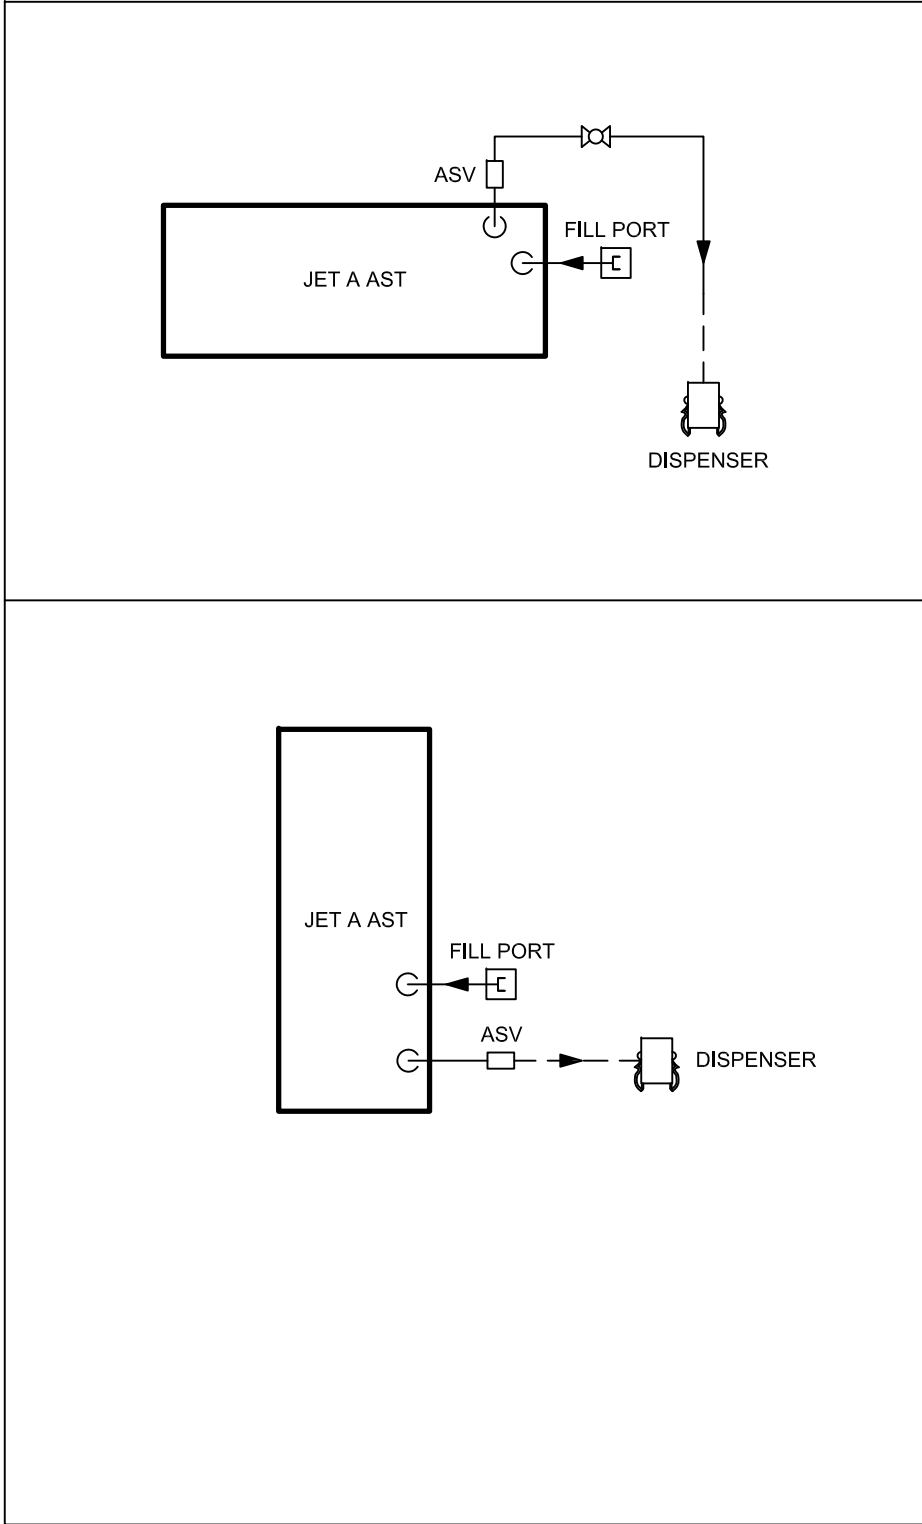 ASV
FILL PORT
JET A AST
DISPENSER
JET A AST
FILL PORT
ASV
DISPENSER